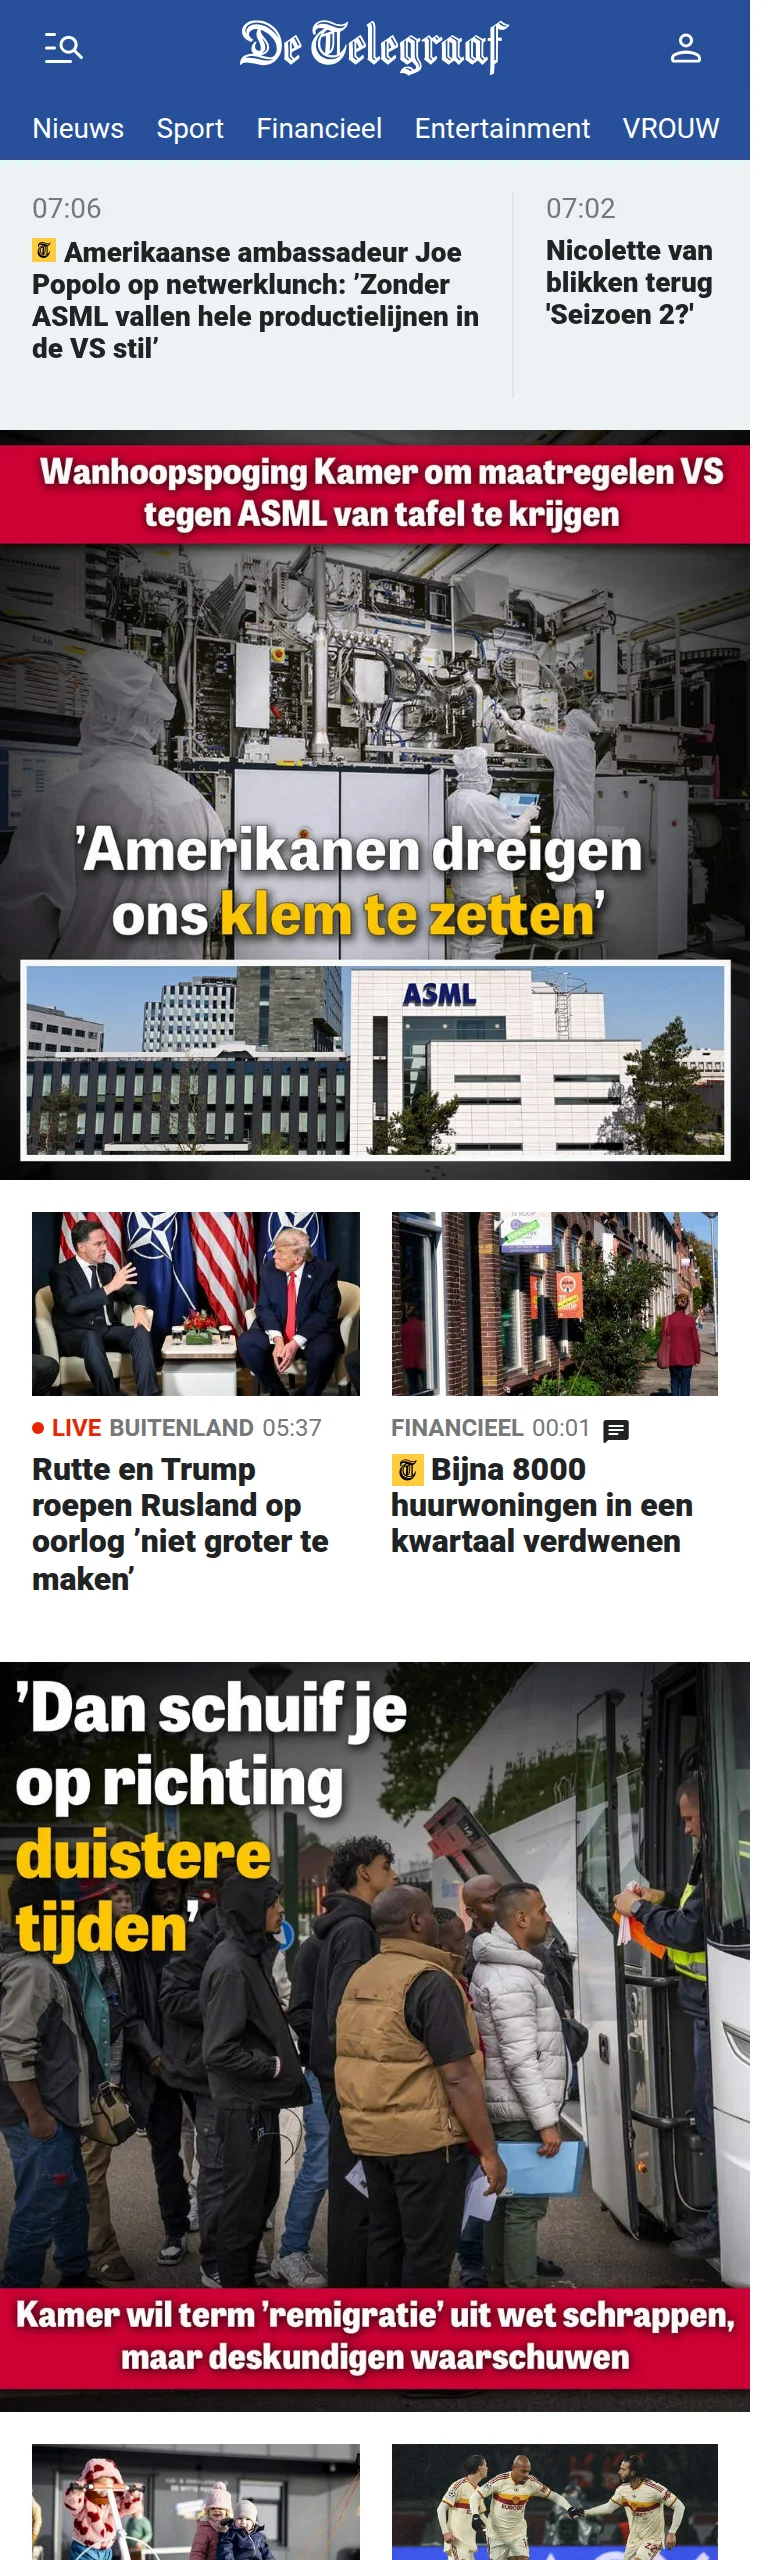 De Telegraaf
Nieuws Sport Financieel Entertainment VROUW
07:06
Amerikaanse ambassadeur Joe
Popolo op netwerklunch: ’Zonder
ASML vallen hele productielijnen in
de VS stil’
07:02
Nicolette van
blikken terug
'Seizoen 2?'
Wanhoopspoging Kamer om maatregelen VS
tegen ASML van tafel te krijgen
’Amerikanen dreigen
ons klem te zetten’
ASML
LIVE BUITENLAND 05:37
Rutte en Trump
roepen Rusland op
oorlog ’niet groter te
maken’
FINANCIEEL 00:01
Bijna 8000
huurwoningen in een
kwartaal verdwenen
’Dan schuif je
op richting
duistere
tijden’
Kamer wil term ’remigratie’ uit wet schrappen,
maar deskundigen waarschuwen